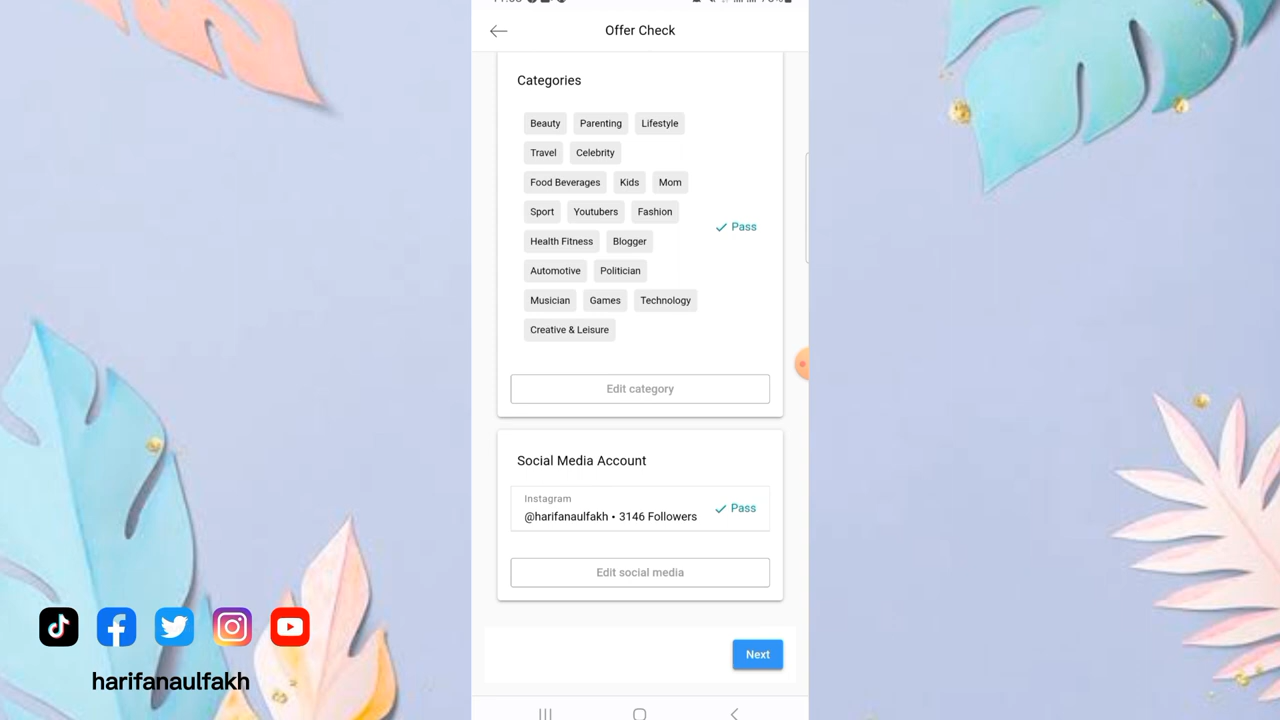 Offer Check
Categories
Beauty Parenting Lifestyle
Travel Celebrity
Food Beverages Kids Mom
Sport Youtubers Fashion
Pass
Health Fitness Blogger
Automotive Politician
Musician Games Technology
Creative & Leisure
Edit category
Social Media Account
Instagram
@harifanaulfakh • 3146 Followers
Pass
Edit social media
Next
harifanaulfakh